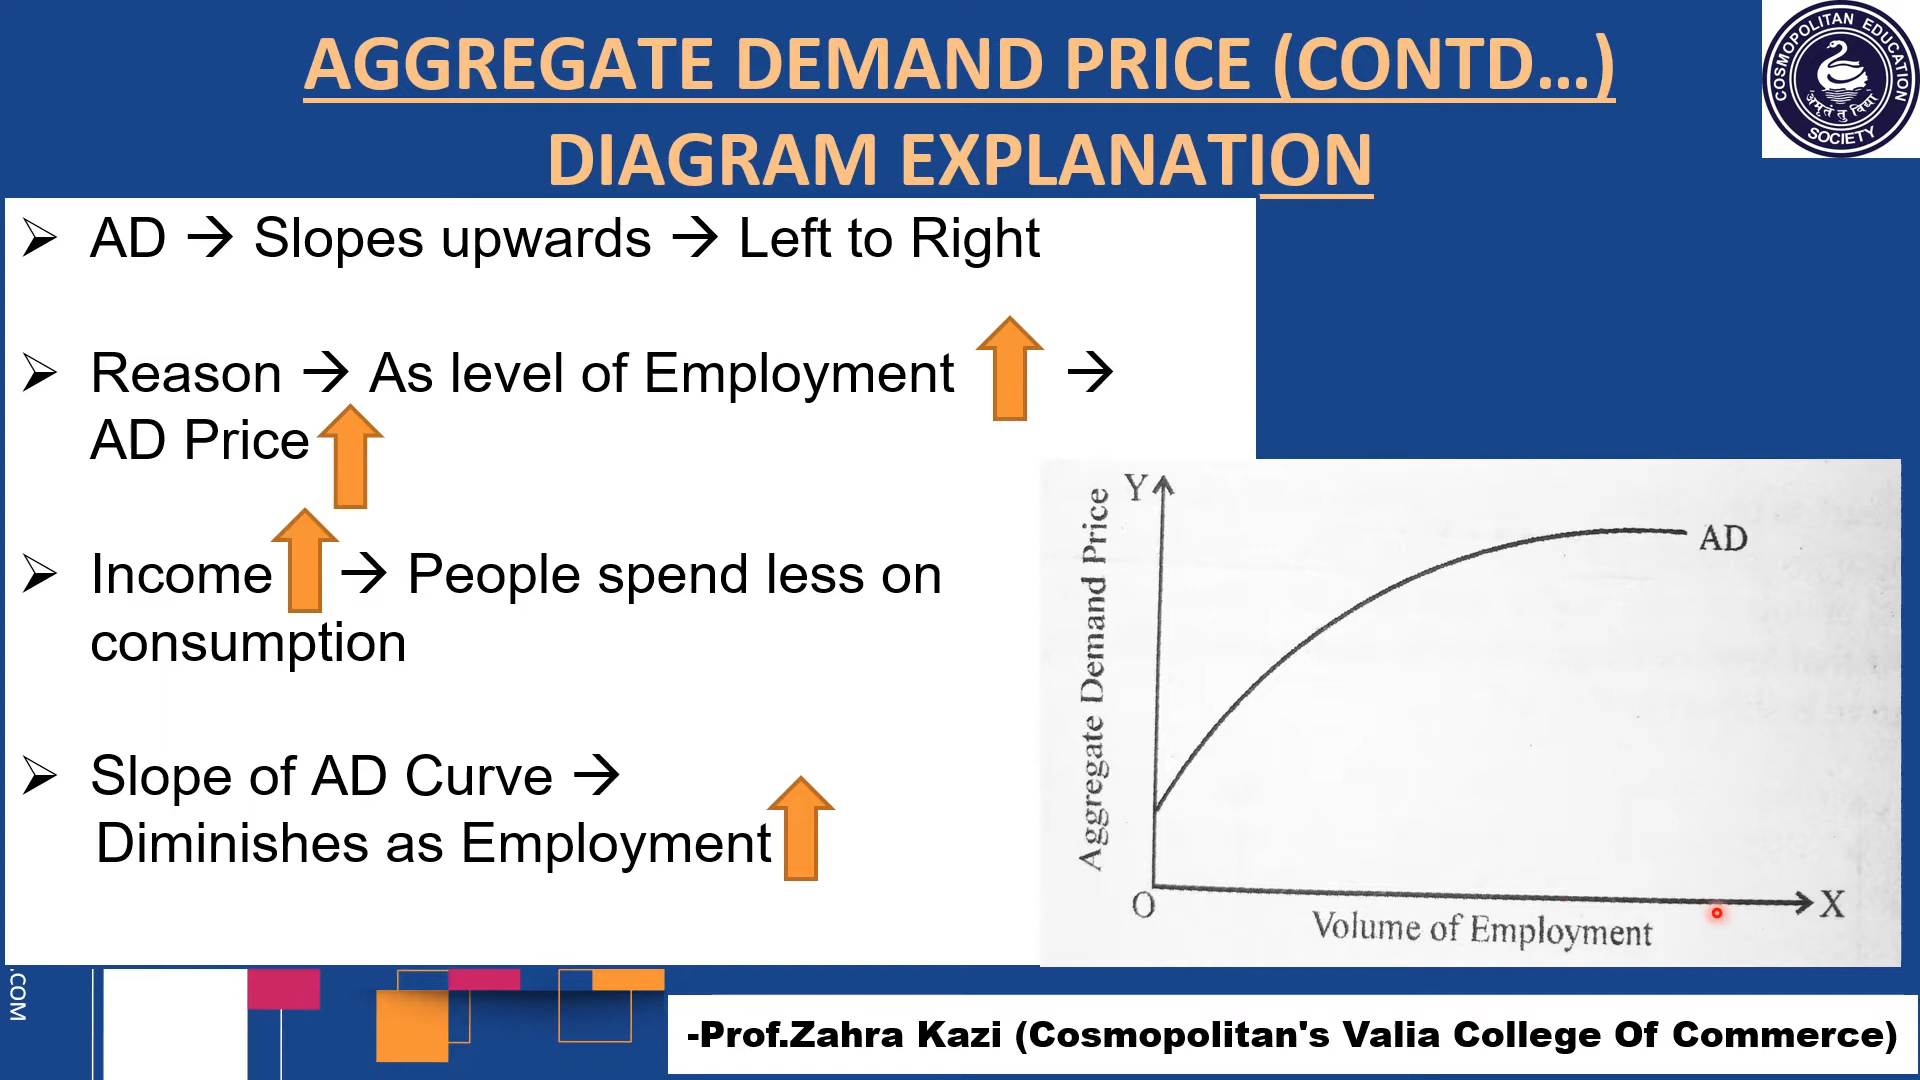 AGGREGATE DEMAND PRICE (CONTD...)
DIAGRAM EXPLANATION
COSMOPOLITAN EDUCATION
अमृतं तु विद्या
SOCIETY
➢ AD → Slopes upwards → Left to Right
➢ Reason → As level of Employment →
AD Price
➢ Income → People spend less on
consumption
➢ Slope of AD Curve →
Diminishes as Employment
Y
Aggregate Demand Price
AD
O
X
Volume of Employment
.COM
-Prof.Zahra Kazi (Cosmopolitan's Valia College Of Commerce)